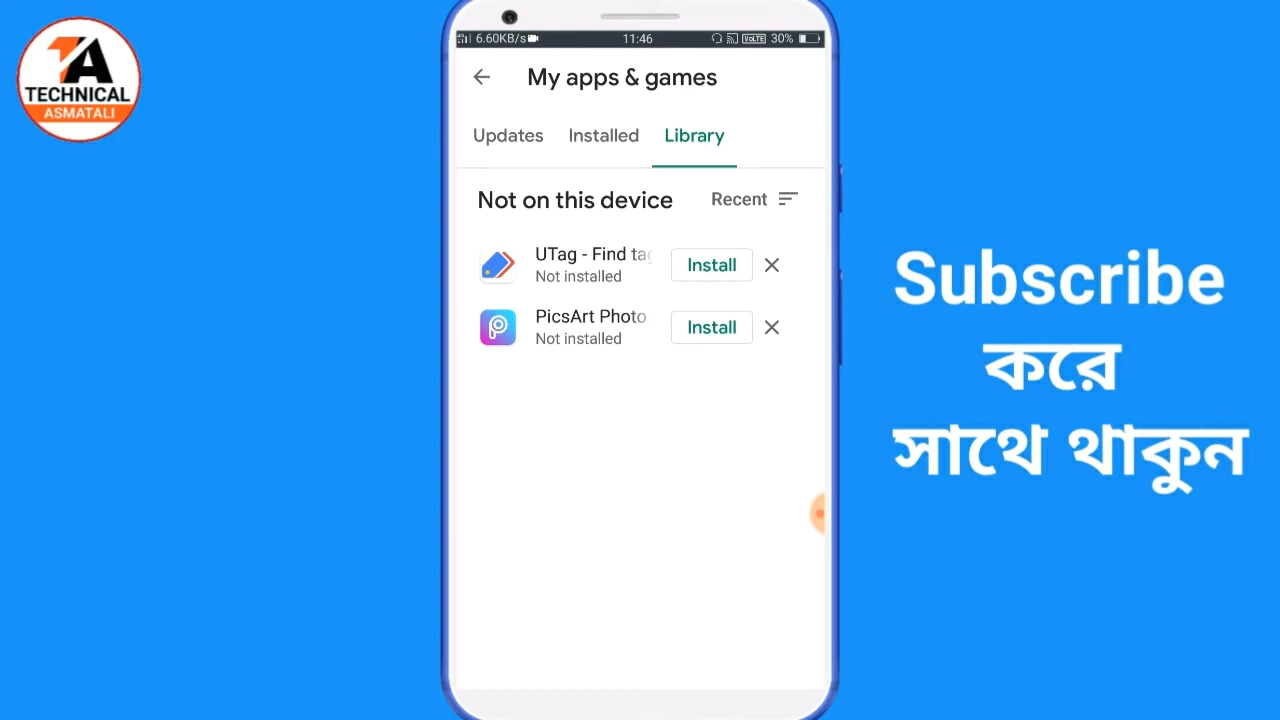 TA
TECHNICAL
ASMATALI
6.60KB/s 11:46 VoLTE 30%
My apps & games
Updates Installed Library
Not on this device Recent
UTag - Find tag
Not installed
Install
PicsArt Photo
Not installed
Install
Subscribe
করে
সাথে থাকুন